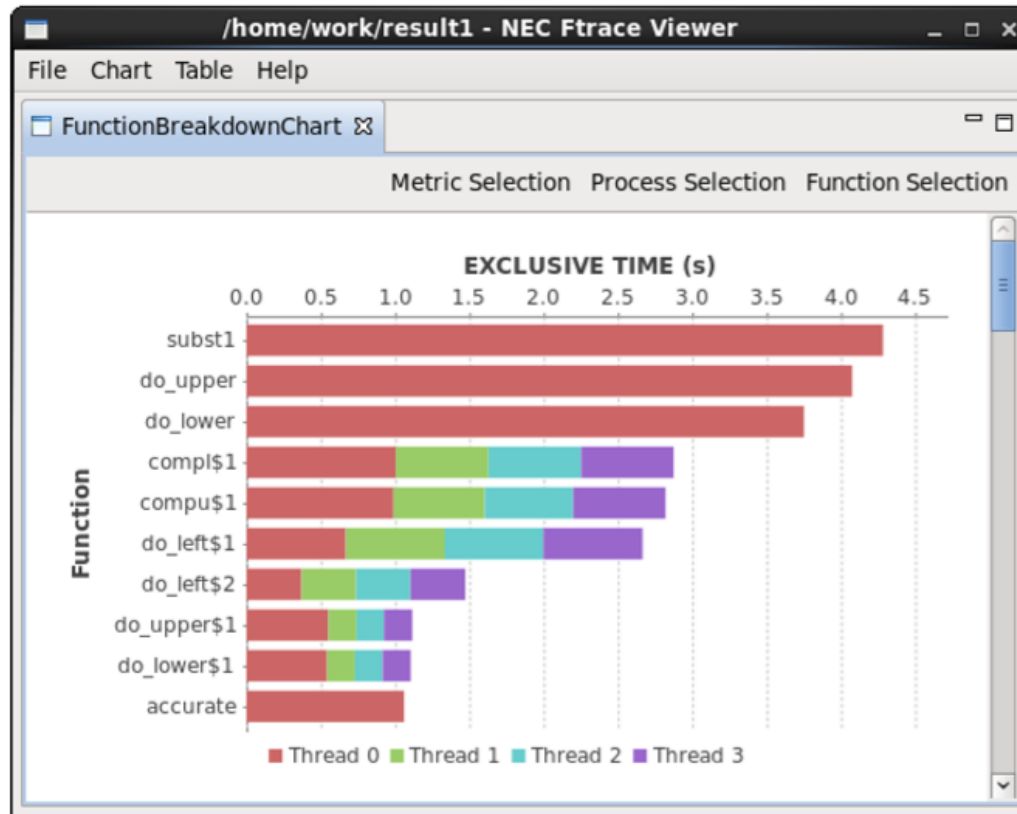 /home/work/result1 - NEC Ftrace Viewer
File Chart Table Help
FunctionBreakdownChart
Metric Selection Process Selection Function Selection
EXCLUSIVE TIME (s)
0.0 0.5 1.0 1.5 2.0 2.5 3.0 3.5 4.0 4.5
Function
subst1
do_upper
do_lower
compl$1
compu$1
do_left$1
do_left$2
do_upper$1
do_lower$1
accurate
Thread 0 Thread 1 Thread 2 Thread 3